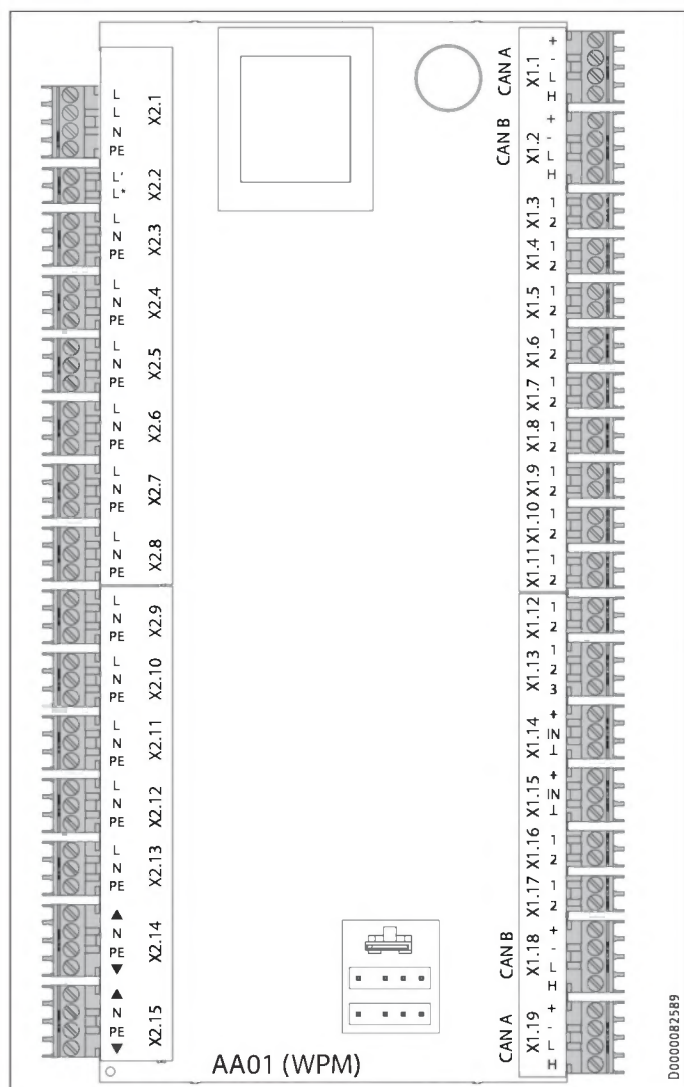 L
L
N
PE
X2.1
L'
L*
X2.2
L
N
PE
X2.3
L
N
PE
X2.4
L
N
PE
X2.5
L
N
PE
X2.6
L
N
PE
X2.7
L
N
PE
X2.8
L
N
PE
X2.9
L
N
PE
X2.10
L
N
PE
X2.11
L
N
PE
X2.12
L
N
PE
X2.13
▲
N
PE
▼
X2.14
▲
N
PE
▼
X2.15
CAN A
X1.1
+
-
L
H
CAN B
X1.2
+
-
L
H
X1.3
1
2
X1.4
1
2
X1.5
1
2
X1.6
1
2
X1.7
1
2
X1.8
1
2
X1.9
1
2
X1.10
1
2
X1.11
1
2
X1.12
1
2
X1.13
1
2
3
X1.14
+
IN
⊥
X1.15
+
IN
⊥
X1.16
1
2
X1.17
1
2
CAN B
X1.18
+
-
L
H
CAN A
X1.19
+
-
L
H
AA01 (WPM)
D0000082589